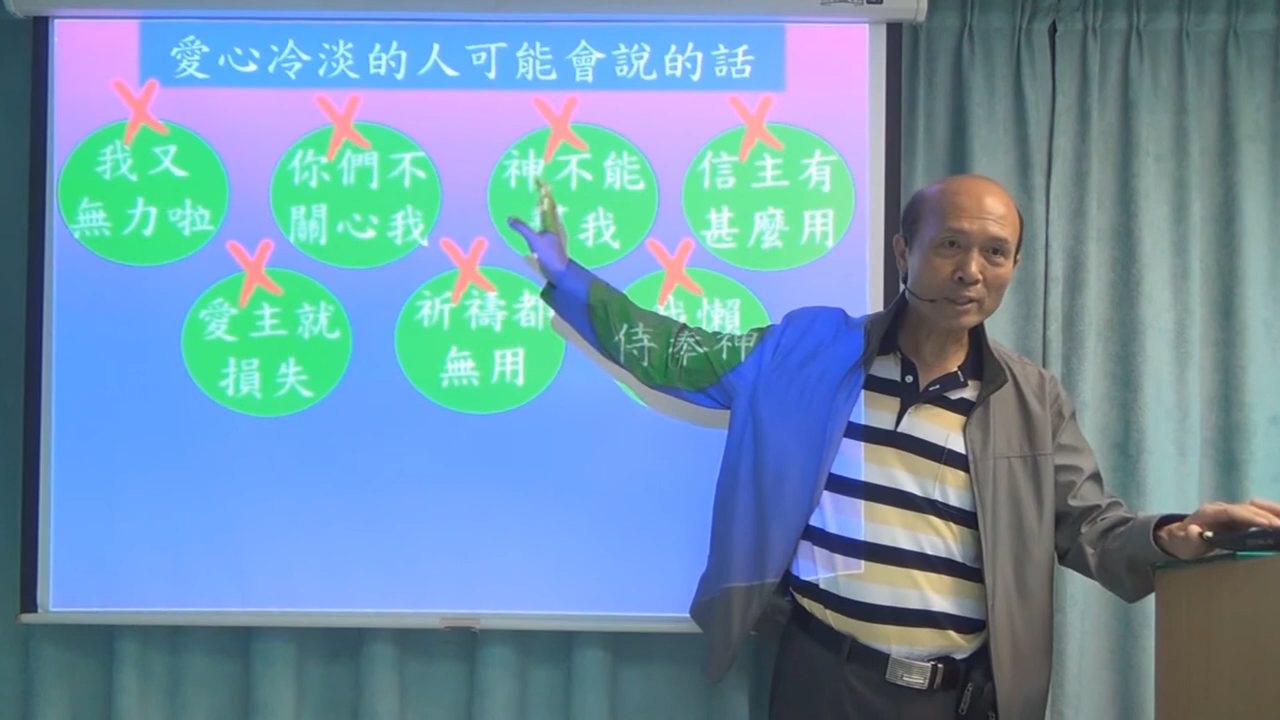 愛心冷淡的人可能會說的話
我又
無力啦
你們不
關心我
神不能
我
信主有
甚麼用
愛主就
損失
祈禱都
無用
我懶
侍奉神